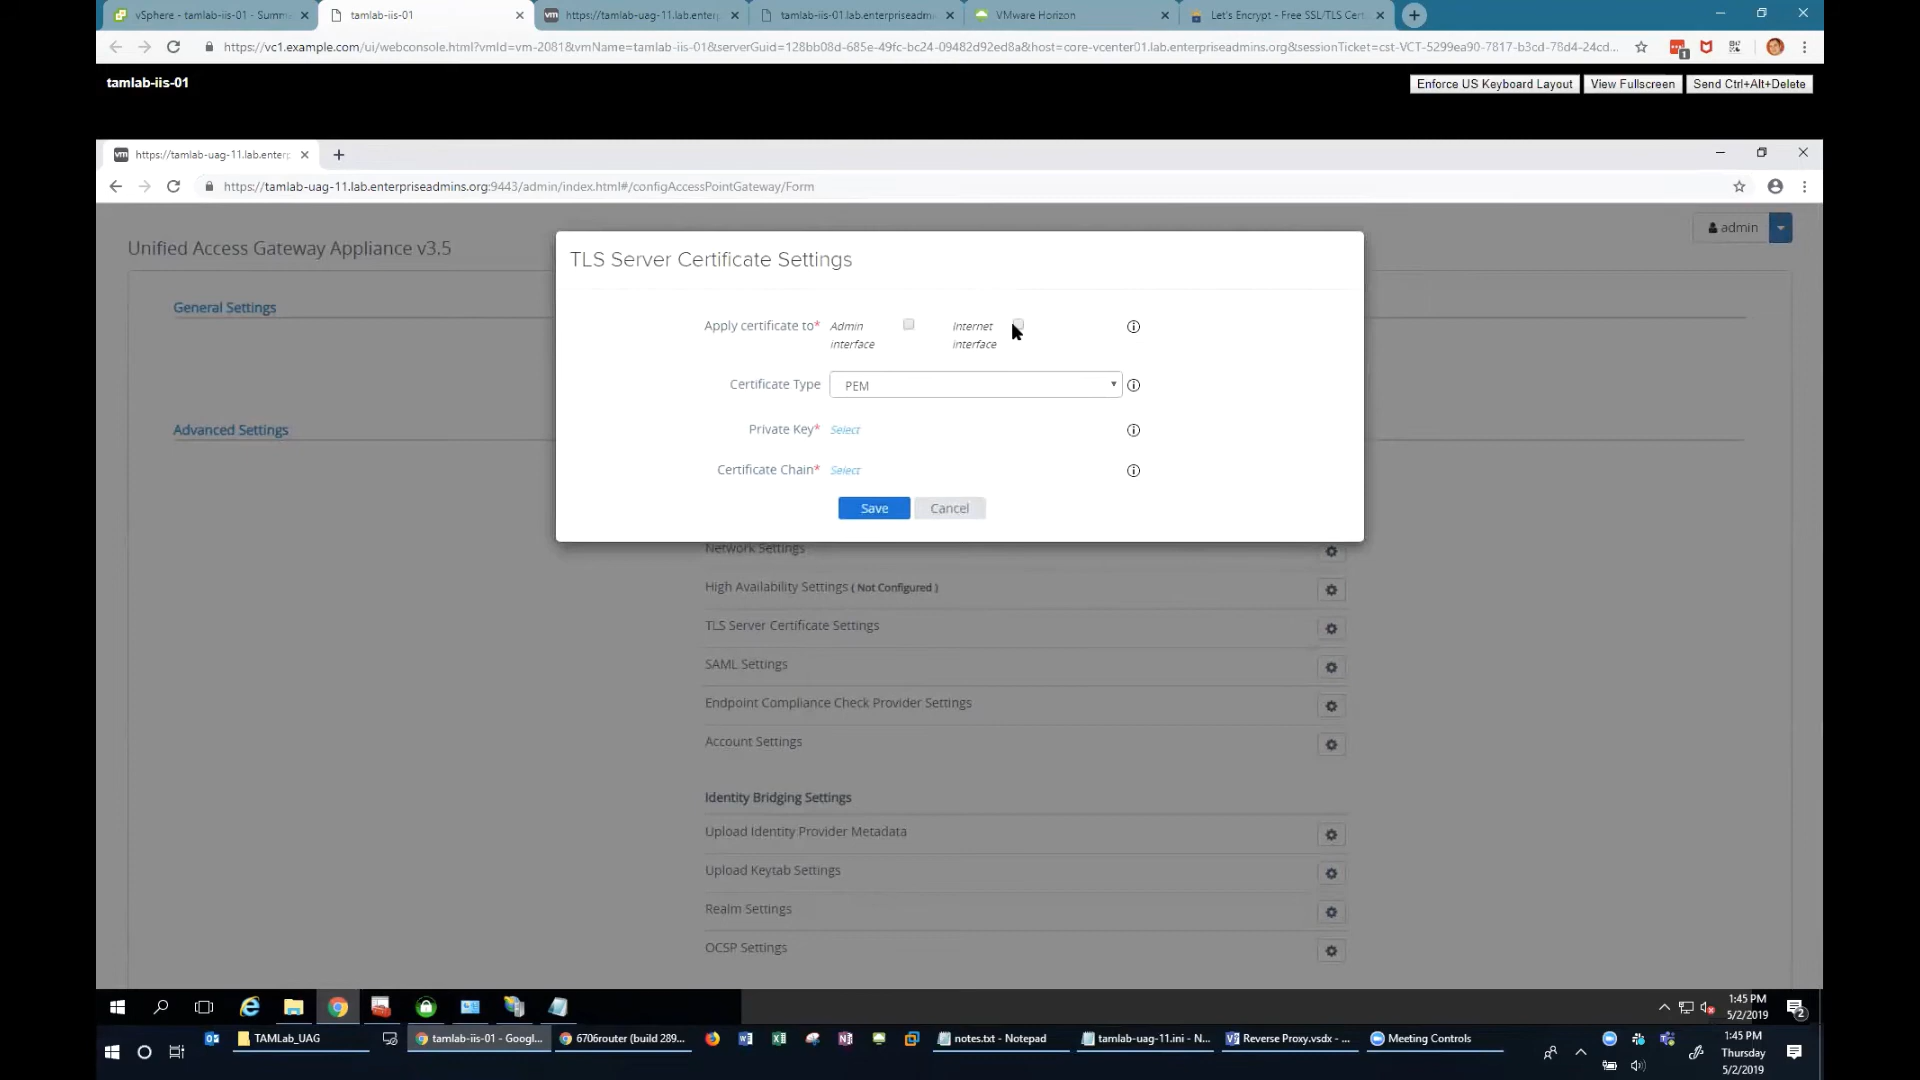 vSphere - tamlab-iis-01 - Summ
tamlab-iis-01
https://tamlab-uag-11.lab.enterp
tamlab-iis-01.lab.enterpriseadm
VMware Horizon
Let's Encrypt - Free SSL/TLS Cert
https://vc1.example.com/ui/webconsole.html?vmId=vm-2081&vmName=tamlab-iis-01&serverGuid=128bb08d-685e-49fc-bc24-09482d92ed8a&host=core-vcenter01.lab.enterpriseadmins.org&sessionTicket=cst-VCT-5299ea90-7817-b3cd-78d4-24cd...
tamlab-iis-01
Enforce US Keyboard Layout
View Fullscreen
Send Ctrl+Alt+Delete
https://tamlab-uag-11.lab.enterp
https://tamlab-uag-11.lab.enterpriseadmins.org:9443/admin/index.html#/configAccessPointGateway/Form
Unified Access Gateway Appliance v3.5
admin
General Settings
Advanced Settings
TLS Server Certificate Settings
Apply certificate to* Admin interface Internet interface
Certificate Type PEM
Private Key* Select
Certificate Chain* Select
Save Cancel
Network Settings
High Availability Settings ( Not Configured )
TLS Server Certificate Settings
SAML Settings
Endpoint Compliance Check Provider Settings
Account Settings
Identity Bridging Settings
Upload Identity Provider Metadata
Upload Keytab Settings
Realm Settings
OCSP Settings
1:45 PM
5/2/2019
2
TAMLab_UAG
tamlab-iis-01 - Googl...
6706router (build 289...
notes.txt - Notepad
tamlab-uag-11.ini - N...
Reverse Proxy.vsdx - ...
Meeting Controls
1:45 PM
Thursday
5/2/2019